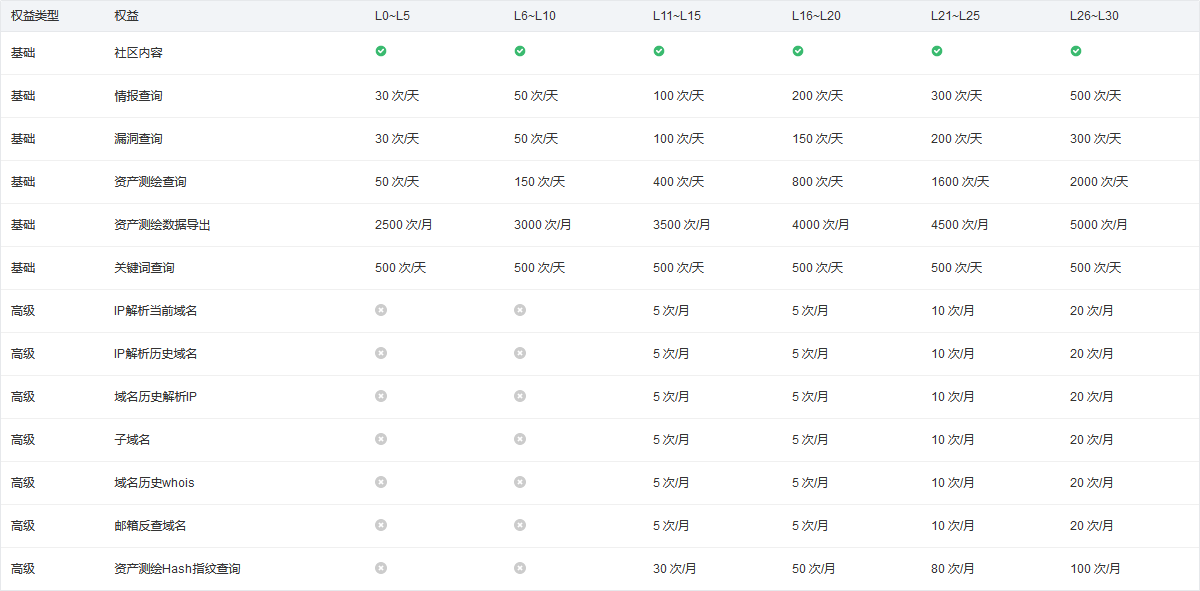 权益类型 权益 L0~L5 L6~L10 L11~L15 L16~L20 L21~L25 L26~L30
基础 社区内容
基础 情报查询 30 次/天 50 次/天 100 次/天 200 次/天 300 次/天 500 次/天
基础 漏洞查询 30 次/天 50 次/天 100 次/天 150 次/天 200 次/天 300 次/天
基础 资产测绘查询 50 次/天 150 次/天 400 次/天 800 次/天 1600 次/天 2000 次/天
基础 资产测绘数据导出 2500 次/月 3000 次/月 3500 次/月 4000 次/月 4500 次/月 5000 次/月
基础 关键词查询 500 次/天 500 次/天 500 次/天 500 次/天 500 次/天 500 次/天
高级 IP解析当前域名 5 次/月 5 次/月 10 次/月 20 次/月
高级 IP解析历史域名 5 次/月 5 次/月 10 次/月 20 次/月
高级 域名历史解析IP 5 次/月 5 次/月 10 次/月 20 次/月
高级 子域名 5 次/月 5 次/月 10 次/月 20 次/月
高级 域名历史whois 5 次/月 5 次/月 10 次/月 20 次/月
高级 邮箱反查域名 5 次/月 5 次/月 10 次/月 20 次/月
高级 资产测绘Hash指纹查询 30 次/月 50 次/月 80 次/月 100 次/月